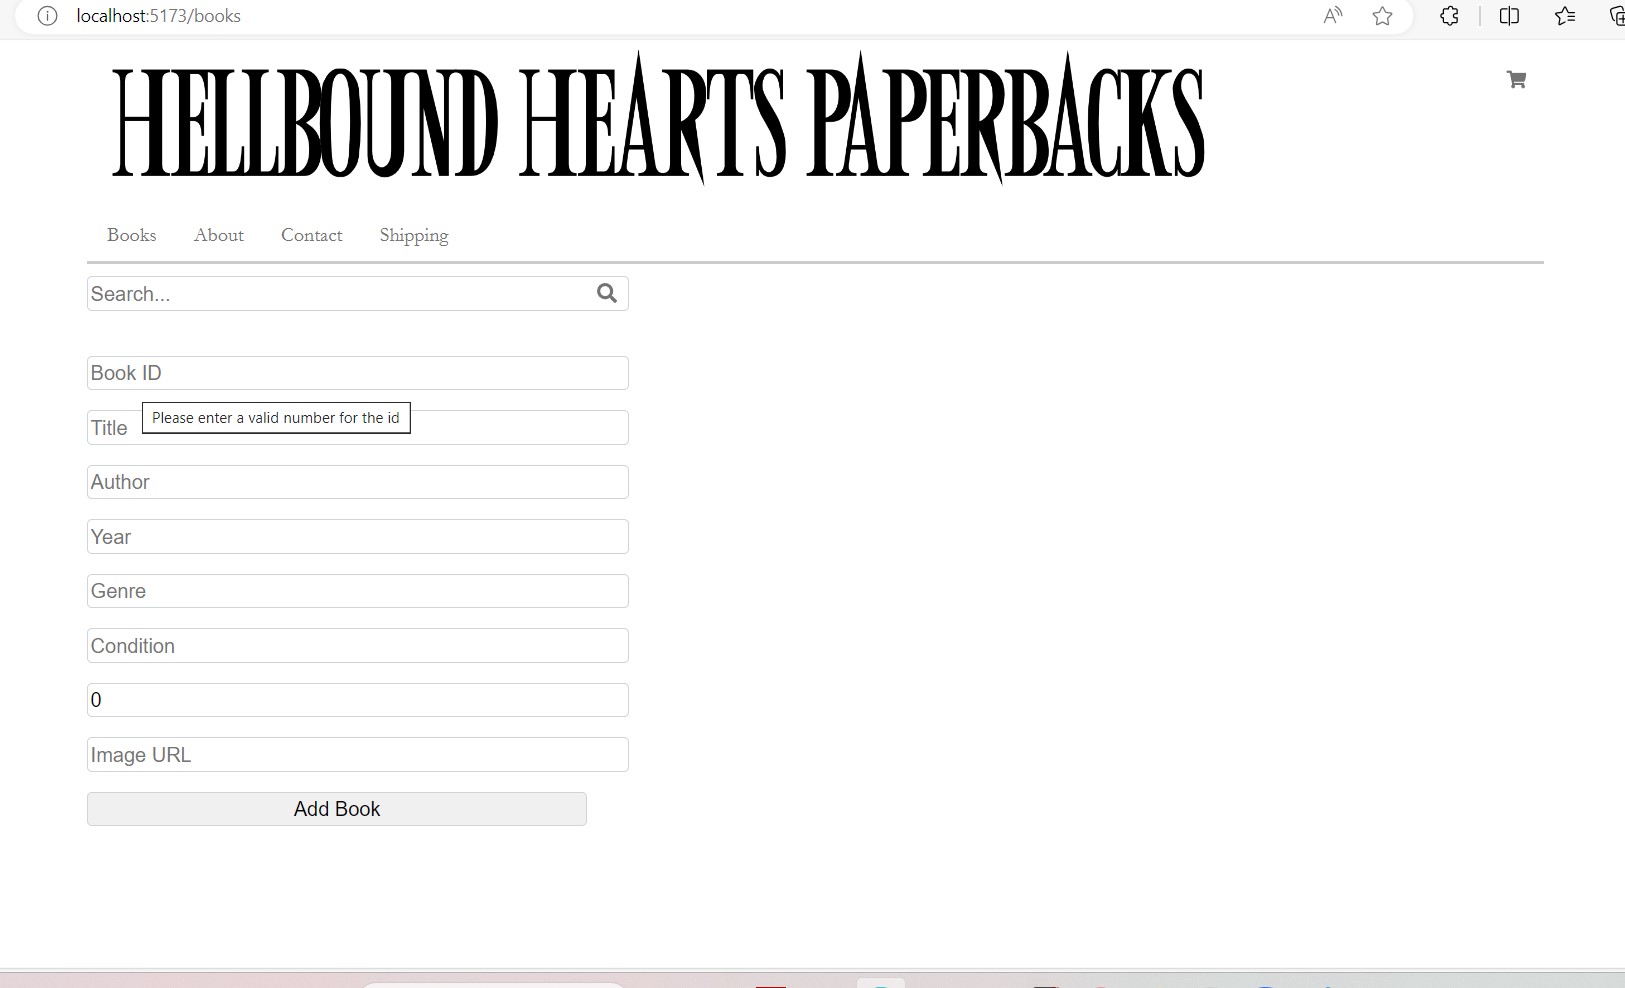 localhost:5173/books
HELLBOUND HEARTS PAPERBACKS
Books About Contact Shipping
Search...
Book ID
Please enter a valid number for the id
Title
Author
Year
Genre
Condition
0
Image URL
Add Book